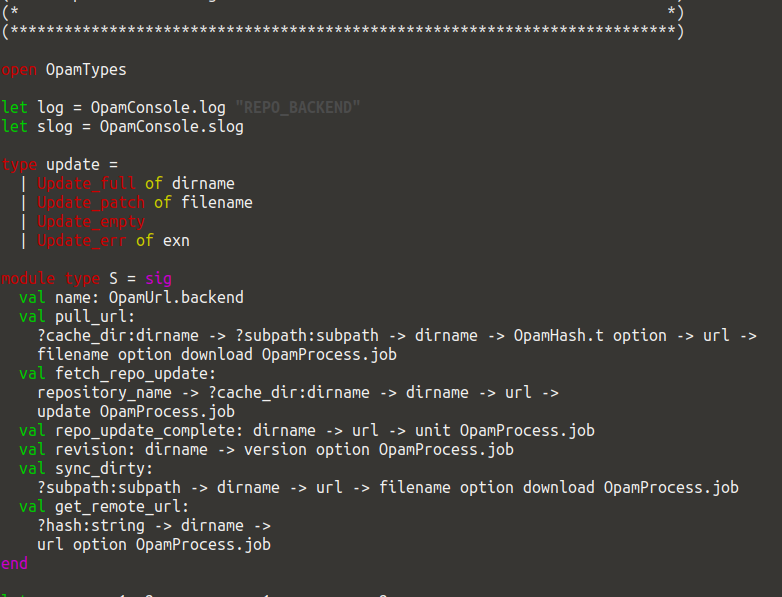 (*                                                                        *)
(**************************************************************************)

open OpamTypes

let log = OpamConsole.log "REPO_BACKEND"
let slog = OpamConsole.slog

type update =
  | Update_full of dirname
  | Update_patch of filename
  | Update_empty
  | Update_err of exn

module type S = sig
  val name: OpamUrl.backend
  val pull_url:
    ?cache_dir:dirname -> ?subpath:subpath -> dirname -> OpamHash.t option -> url ->
    filename option download OpamProcess.job
  val fetch_repo_update:
    repository_name -> ?cache_dir:dirname -> dirname -> url ->
    update OpamProcess.job
  val repo_update_complete: dirname -> url -> unit OpamProcess.job
  val revision: dirname -> version option OpamProcess.job
  val sync_dirty:
    ?subpath:subpath -> dirname -> url -> filename option download OpamProcess.job
  val get_remote_url:
    ?hash:string -> dirname ->
    url option OpamProcess.job
end